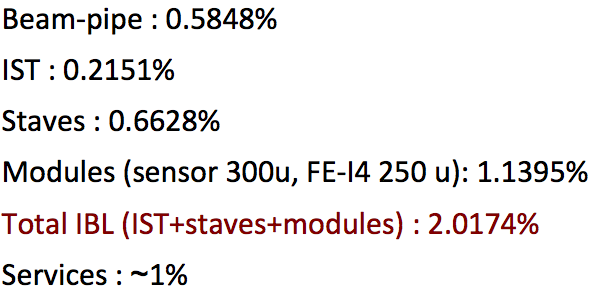 Beam-pipe : 0.5848%
IST : 0.2151%
Staves : 0.6628%
Modules (sensor 300u, FE-I4 250 u): 1.1395%
Total IBL (IST+staves+modules) : 2.0174%
Services : ~1%